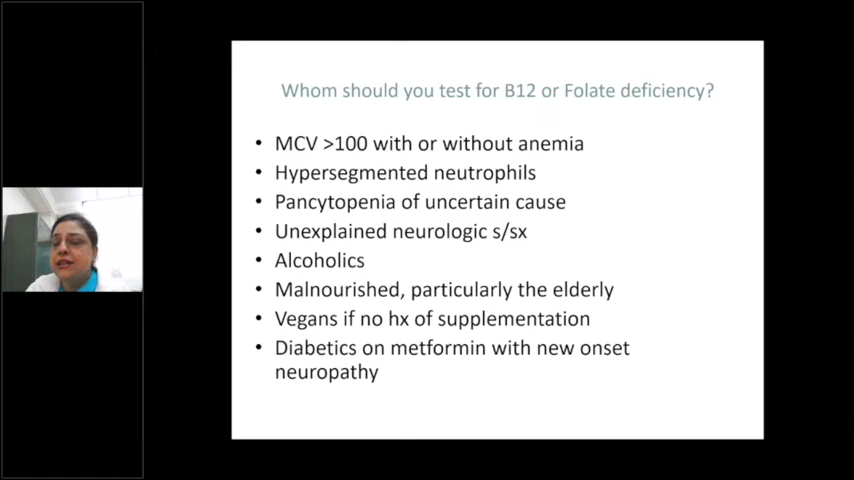 Whom should you test for B12 or Folate deficiency?
• MCV >100 with or without anemia
• Hypersegmented neutrophils
• Pancytopenia of uncertain cause
• Unexplained neurologic s/sx
• Alcoholics
• Malnourished, particularly the elderly
• Vegans if no hx of supplementation
• Diabetics on metformin with new onset
neuropathy